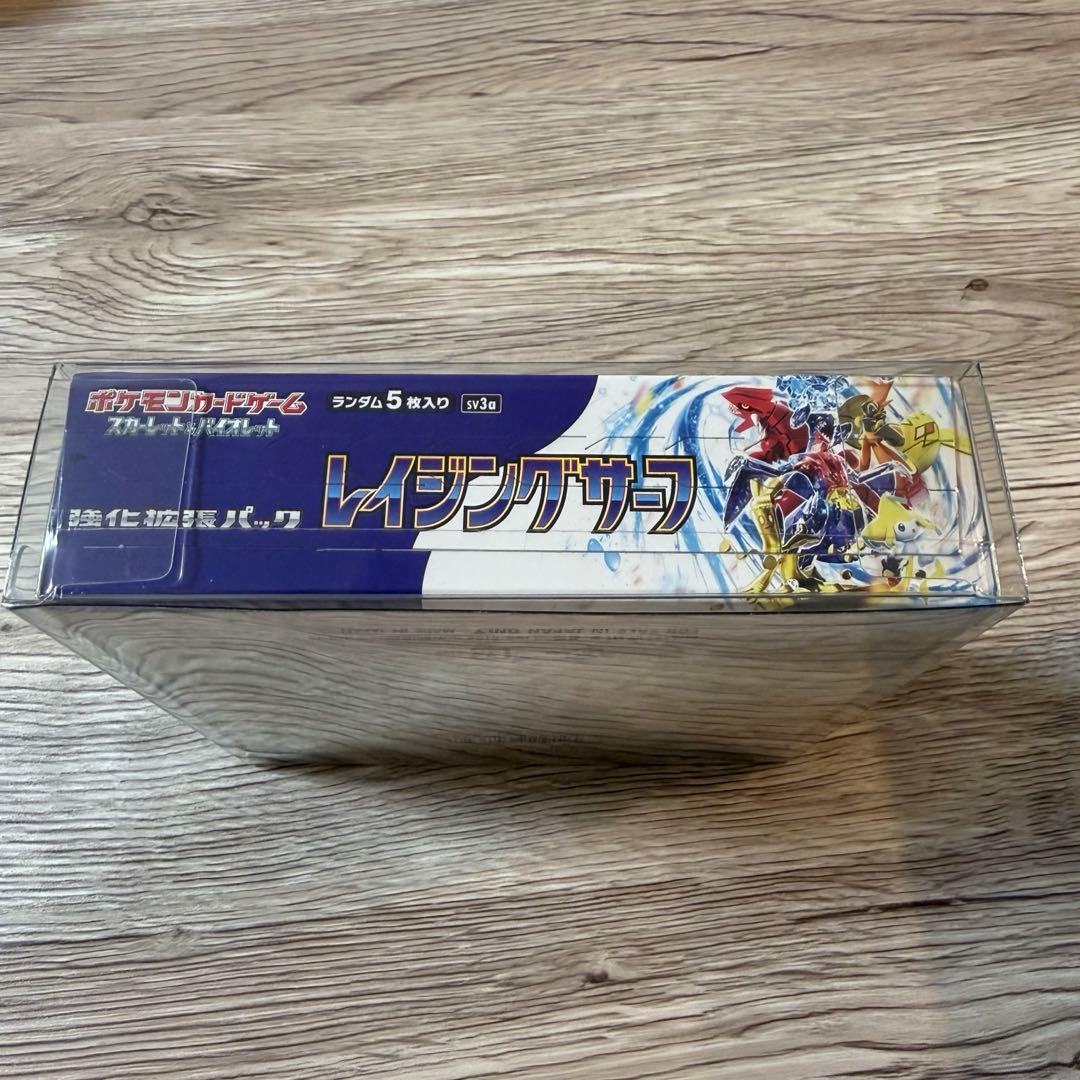 ポケモンカードゲーム
スカーレット&バイオレット
ランダム5枚入り sv3a
強化拡張パック
レイジングサーフ